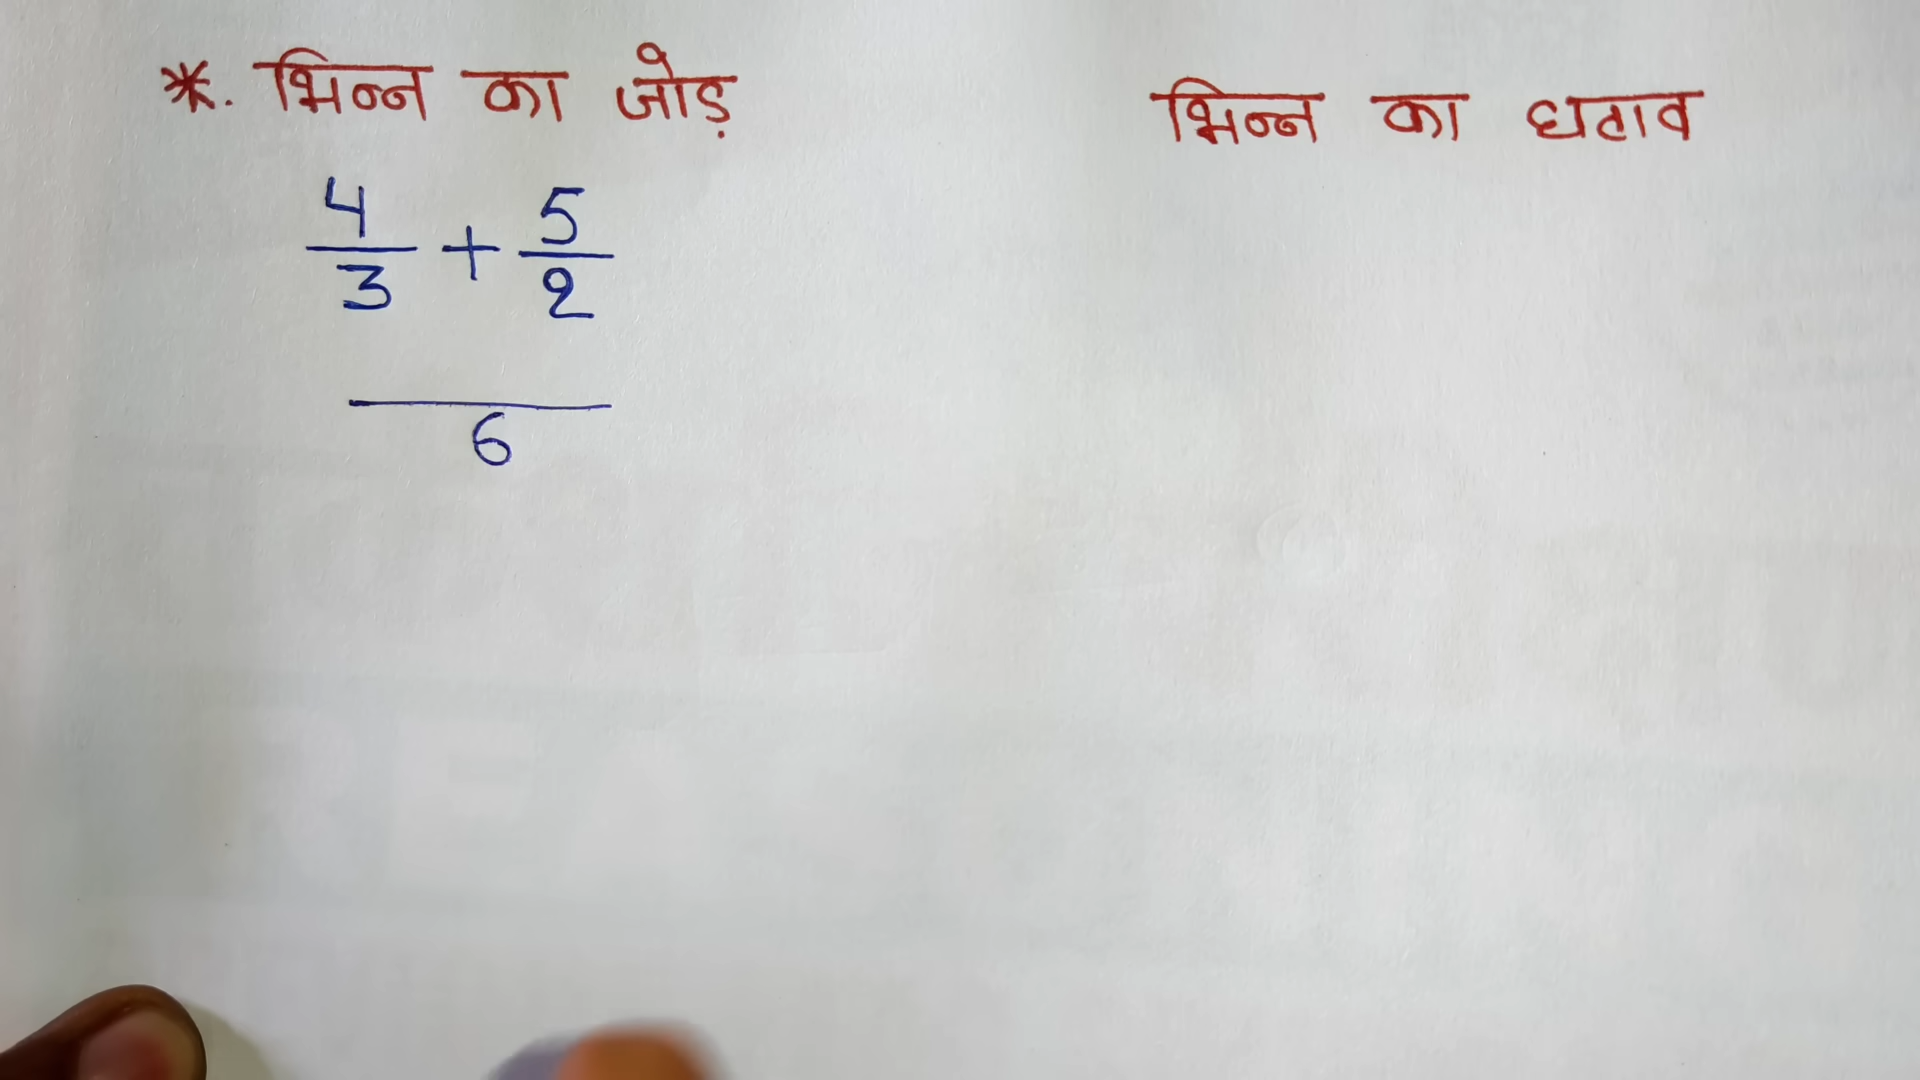 *. भिन्न का जोड़
भिन्न का घटाव
4/3 + 5/2
6